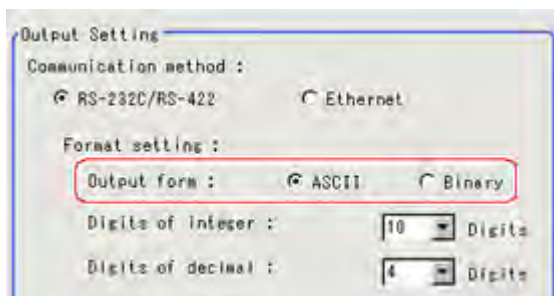 Output Setting
Communication method :
RS-232C/RS-422 Ethernet
Format setting :
Output form : ASCII Binary
Digits of integer : 10 Digits
Digits of decimal : 4 Digits